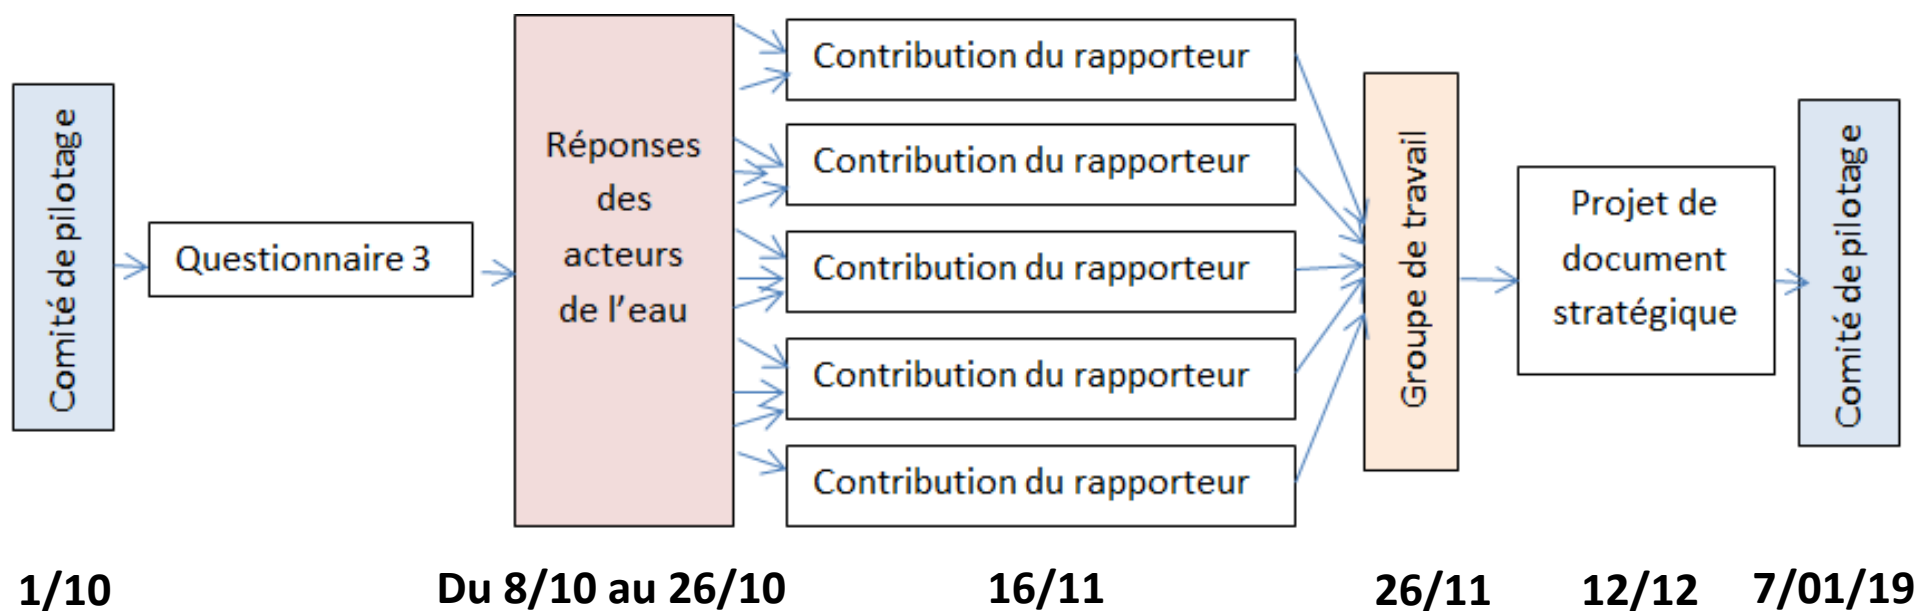 Comité de pilotage
Questionnaire 3
Réponses
des
acteurs
de l'eau
Contribution du rapporteur
Contribution du rapporteur
Contribution du rapporteur
Contribution du rapporteur
Contribution du rapporteur
Groupe de travail
Projet de
document
stratégique
Comité de pilotage
1/10
Du 8/10 au 26/10
16/11
26/11
12/12
7/01/19